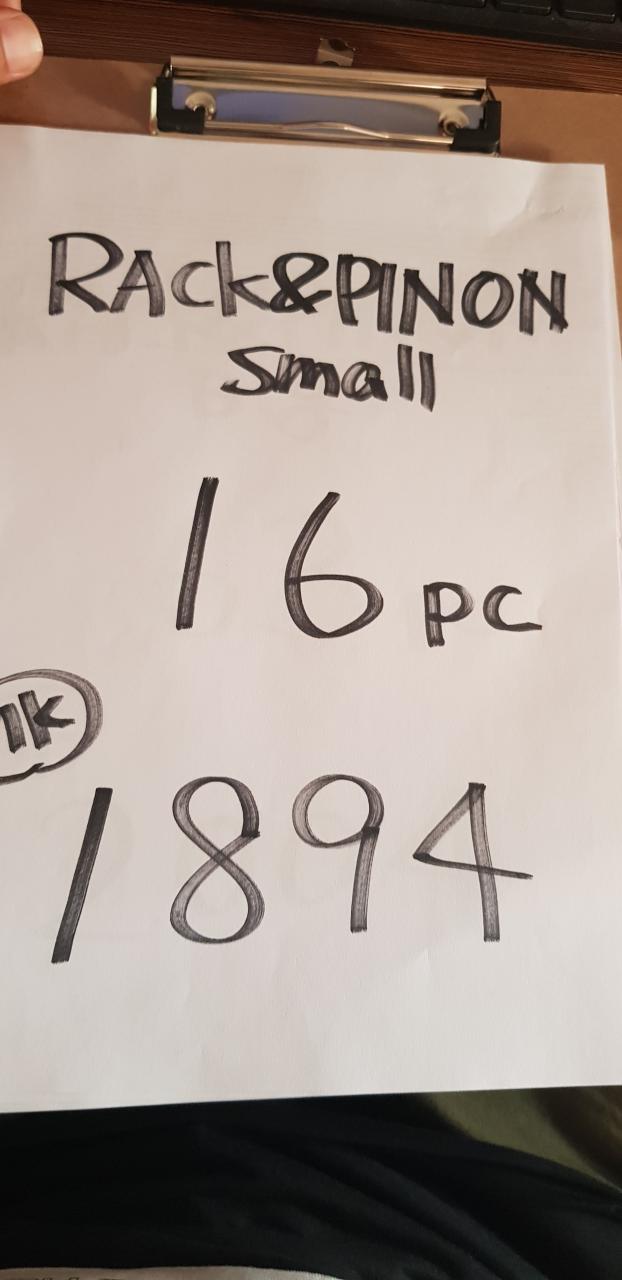 RACK&PINON
small
16 pc
1K
1894